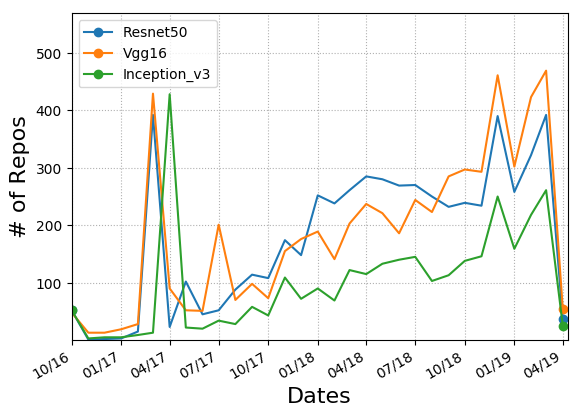 Resnet50
Vgg16
Inception_v3
# of Repos
500
400
300
200
100
10/16 01/17 04/17 07/17 10/17 01/18 04/18 07/18 10/18 01/19 04/19
Dates